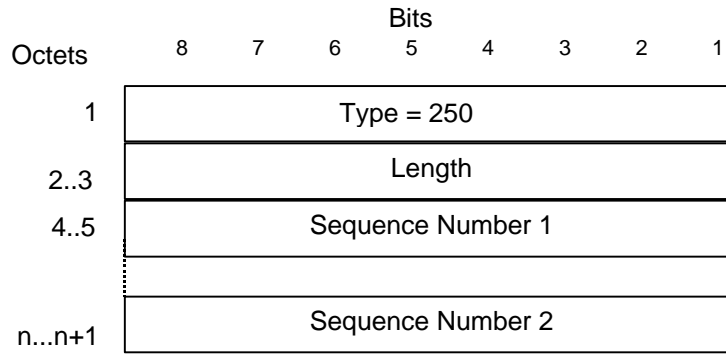 Bits
Octets 8 7 6 5 4 3 2 1
1 Type = 250
2..3 Length
4..5 Sequence Number 1
n...n+1 Sequence Number 2